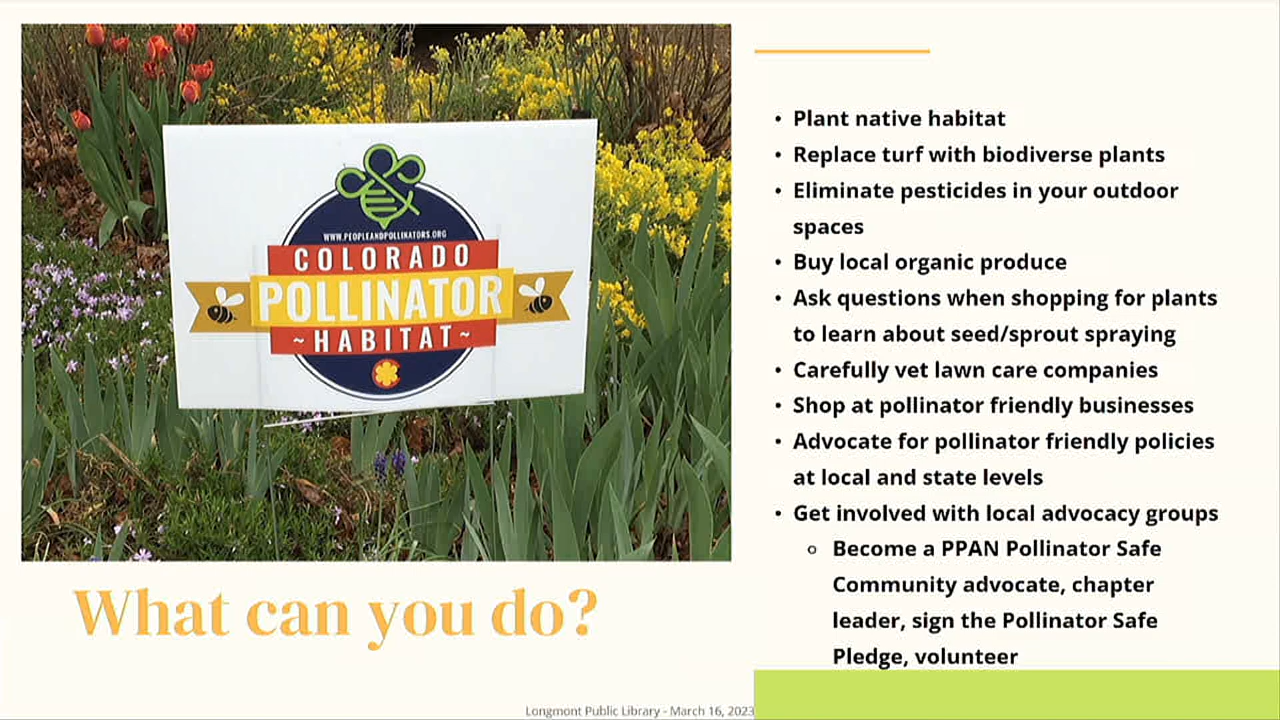 WWW.PEOPLEANDPOLLINATORS.ORG
COLORADO
POLLINATOR
~HABITAT~
What can you do?
• Plant native habitat
• Replace turf with biodiverse plants
• Eliminate pesticides in your outdoor
spaces
• Buy local organic produce
• Ask questions when shopping for plants
to learn about seed/sprout spraying
• Carefully vet lawn care companies
• Shop at pollinator friendly businesses
• Advocate for pollinator friendly policies
at local and state levels
• Get involved with local advocacy groups
◦ Become a PPAN Pollinator Safe
Community advocate, chapter
leader, sign the Pollinator Safe
Pledge, volunteer
Longmont Public Library - March 16, 2023